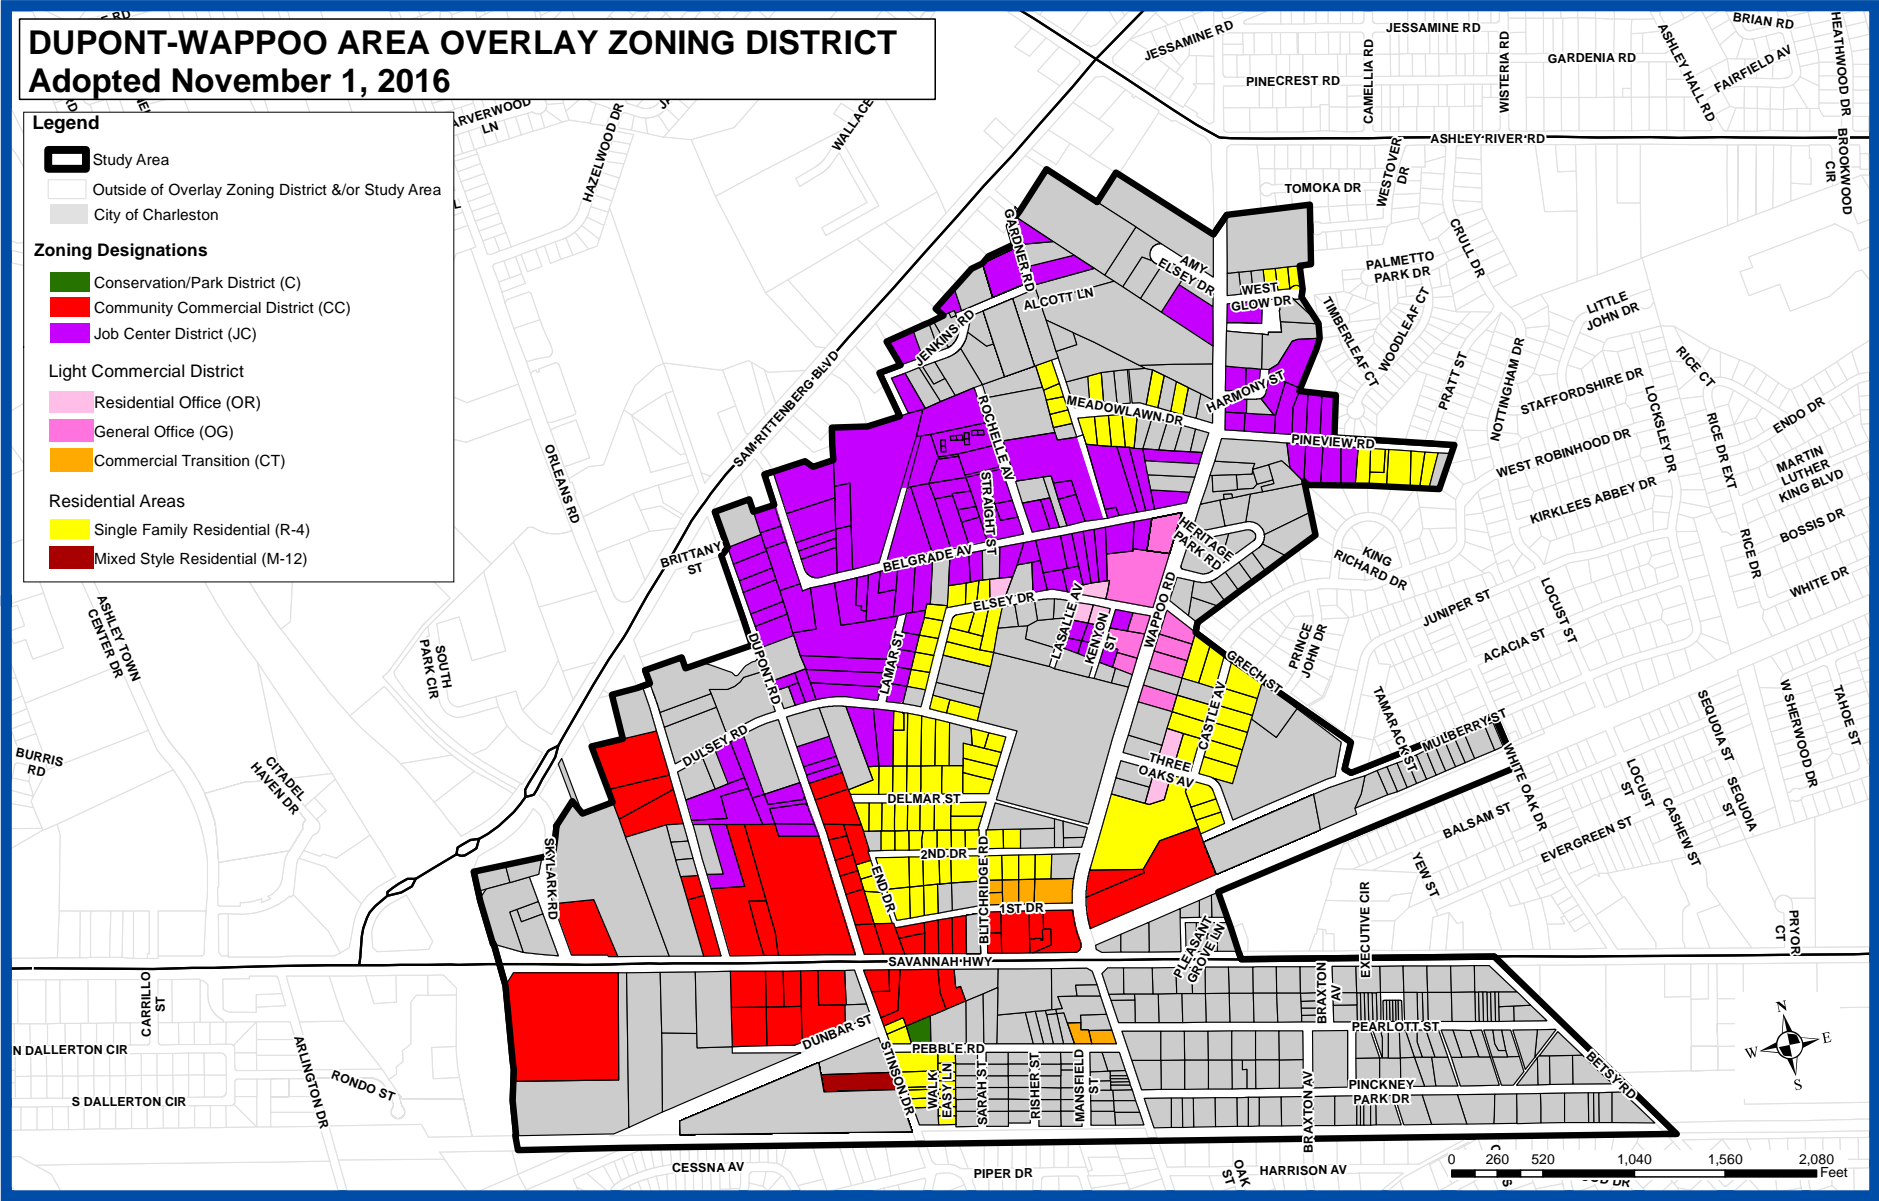 DUPONT-WAPPOO AREA OVERLAY ZONING DISTRICT
Adopted November 1, 2016
Legend
Study Area
Outside of Overlay Zoning District &/or Study Area
City of Charleston
Zoning Designations
Conservation/Park District (C)
Community Commercial District (CC)
Job Center District (JC)
Light Commercial District
Residential Office (OR)
General Office (OG)
Commercial Transition (CT)
Residential Areas
Single Family Residential (R-4)
Mixed Style Residential (M-12)
RD
LN
HAZELWOOD DR
WALLACE
JESSAMINE RD
JESSAMINE RD
PINECREST RD
CAMELLIA RD
WISTERIA RD
GARDENIA RD
ASHLEY HALL RD
BRIAN RD
FAIRFIELD AV
HEATHWOOD DR
BROOKWOOD
CIR
ASHLEY RIVER RD
WESTOVER
DR
TOMOKA DR
CRULL DR
PALMETTO
PARK DR
GARDNER RD
AMY
ELSEY DR
WEST
GLOW DR
ALCOTT LN
JENKINS RD
TIMBERLEAF CT
WOODLEAF CT
LITTLE
JOHN DR
SAM RITTENBERG BLVD
PRATT ST
NOTTINGHAM DR
STAFFORDSHIRE DR
RICE CT
LOCKSLEY DR
RICE DR EXT
ENDO DR
HARMONY ST
MEADOWLAWN DR
ROCHELLE AV
PINEVIEW RD
WEST ROBINHOOD DR
MARTIN
LUTHER
KING BLVD
ORLEANS RD
STRAIGHT ST
KIRKLEES ABBEY DR
BOSSIS DR
RICE DR
BRITTANY
ST
BELGRADE AV
HERITAGE
PARK RD
KING
RICHARD DR
WHITE DR
ASHLEY TOWN
CENTER DR
SOUTH
PARK CIR
ELSEY DR
LASALLE AV
KENYON
ST
WAPPOO RD
JUNIPER ST
LOCUST ST
ACACIA ST
PRINCE
JOHN DR
DUPONT RD
LAMAR ST
GRECH ST
CASTLE AV
TAMARACK ST
MULBERRY ST
SEQUOIA ST
W SHERWOOD DR
TAHOE ST
BURRIS
RD
CITADEL
HAVEN DR
DULSEY RD
THREE
OAKS AV
WHITE OAK DR
LOCUST
ST
SEQUOIA
ST
CASHEW ST
DELMAR ST
BALSAM ST
EVERGREEN ST
YEW ST
SKYLARK RD
2ND DR
END DR
BLITCHRIDGE RD
1ST DR
PLEASANT
GROVE LN
EXECUTIVE CIR
PRYOR
CT
SAVANNAH HWY
CARRILLO
ST
BRAXTON
AV
N DALLERTON CIR
ARLINGTON DR
RONDO ST
S DALLERTON CIR
DUNBAR ST
PEBBLE RD
STINSON DR
WALK
EASY LN
SARAH ST
RISHER ST
MANSFIELD
ST
PEARLOTT ST
PINCKNEY
PARK DR
BRAXTON AV
BETSY RD
N
W
E
S
CESSNA AV
PIPER DR
OAK
ST
HARRISON AV
0 260 520 1,040 1,560 2,080
Feet